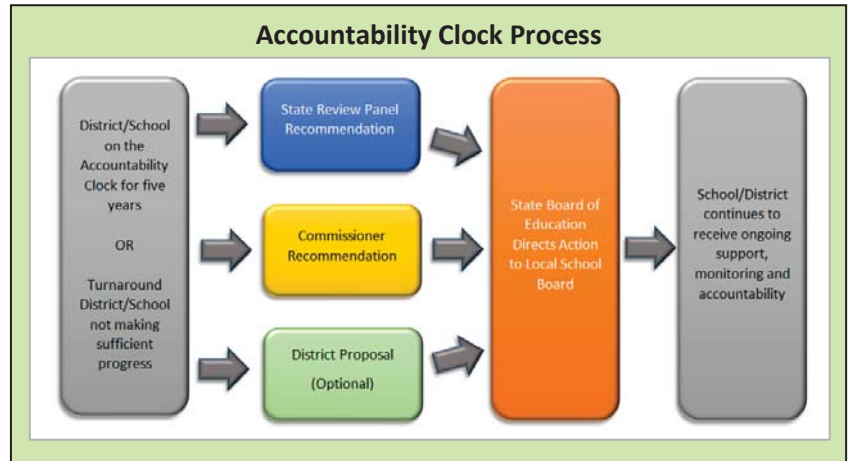 Accountability Clock Process
District/School
on the
Accountability
Clock for five
years
OR
Turnaround
District/School
not making
sufficient
progress
State Review Panel
Recommendation
Commissioner
Recommendation
District Proposal
(Optional)
State Board of
Education
Directs Action
to Local School
Board
School/District
continues to
receive ongoing
support,
monitoring and
accountability